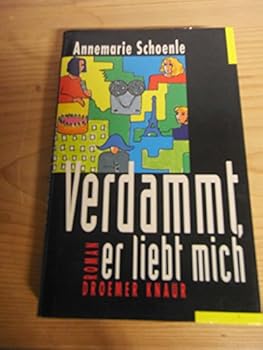 Annemarie Schoenle
Verdammt,
er liebt mich
ROMAN
DROEMER KNAUR